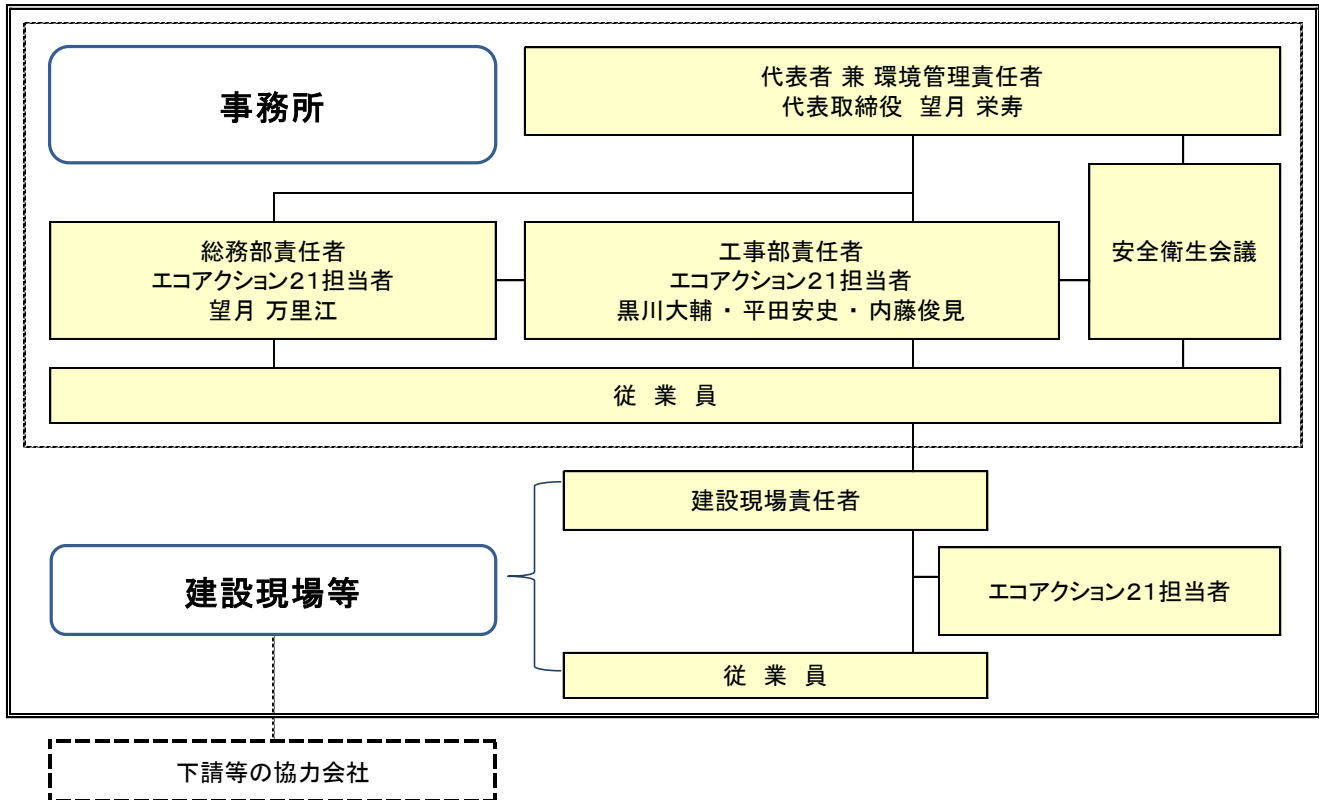 事務所
代表者 兼 環境管理責任者
代表取締役 望月 栄寿
総務部責任者
エコアクション21担当者
望月 万里江
工事部責任者
エコアクション21担当者
黒川大輔 ・ 平田安史 ・ 内藤俊見
安全衛生会議
従 業 員
建設現場責任者
建設現場等
エコアクション21担当者
従 業 員
下請等の協力会社